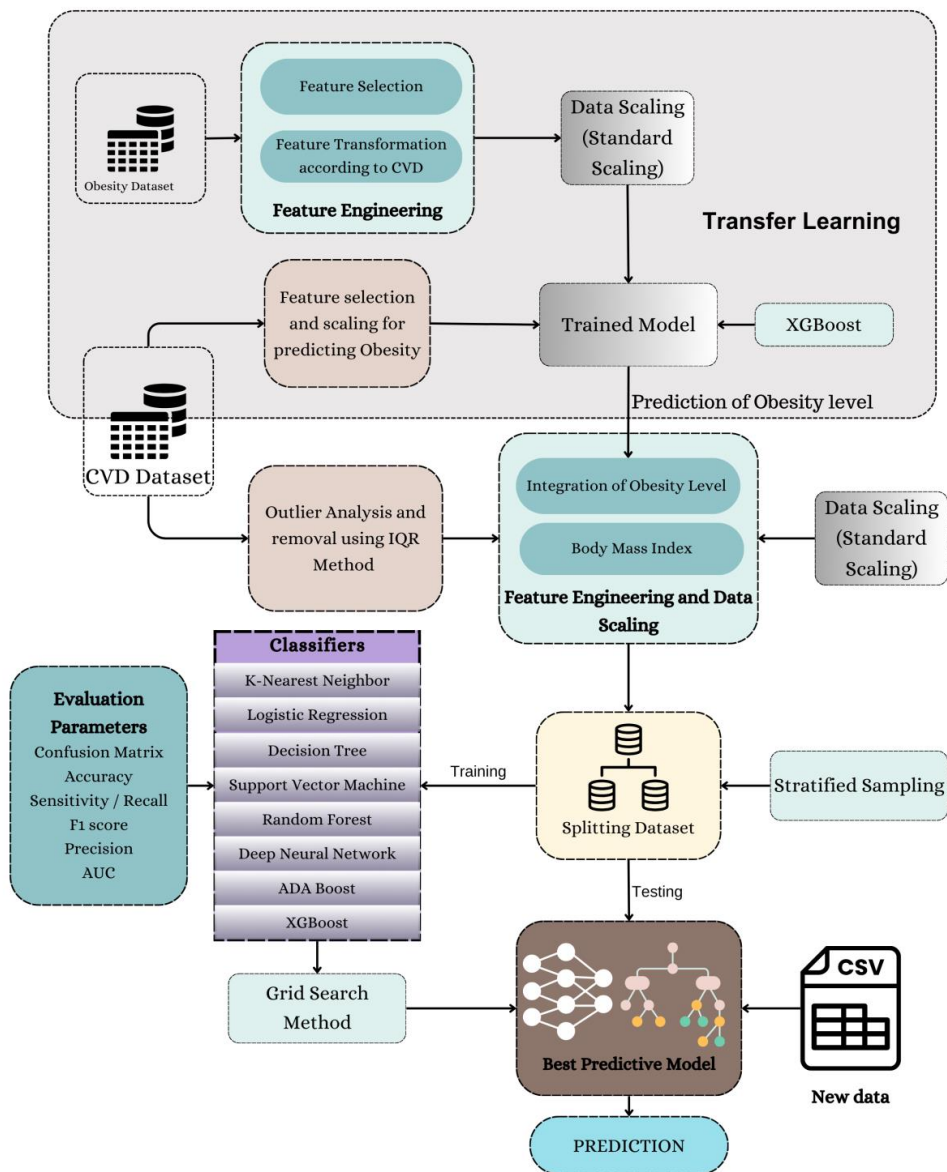 Feature Selection
Feature Transformation
according to CVD
Feature Engineering
Obesity Dataset
Data Scaling
(Standard
Scaling)
Transfer Learning
Feature selection
and scaling for
predicting Obesity
Trained Model
XGBoost
Prediction of Obesity level
CVD Dataset
Outlier Analysis and
removal using IQR
Method
Integration of Obesity Level
Body Mass Index
Feature Engineering and Data
Scaling
Data Scaling
(Standard
Scaling)
Classifiers
K-Nearest Neighbor
Logistic Regression
Decision Tree
Support Vector Machine
Random Forest
Deep Neural Network
ADA Boost
XGBoost
Evaluation
Parameters
Confusion Matrix
Accuracy
Sensitivity / Recall
F1 score
Precision
AUC
Training
Splitting Dataset
Stratified Sampling
Testing
Grid Search
Method
Best Predictive Model
CSV
New data
PREDICTION